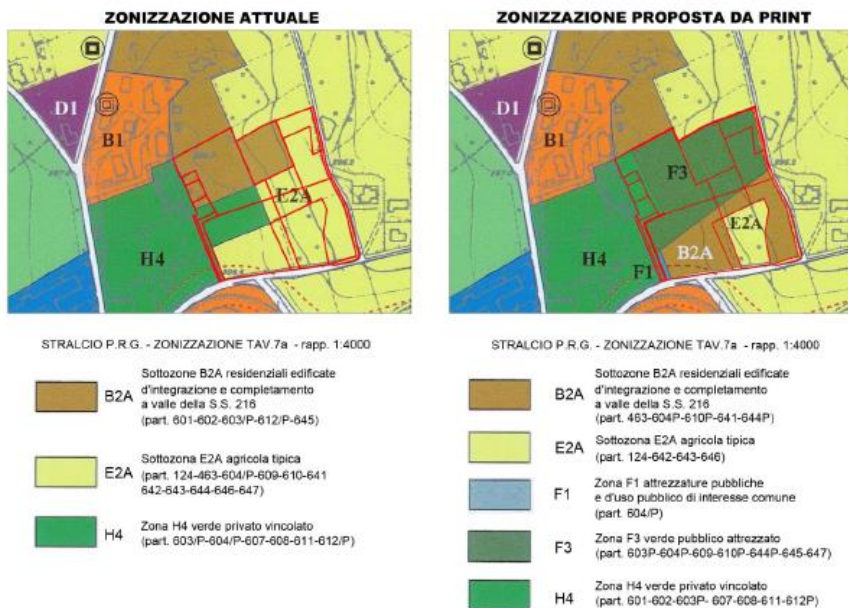 ZONIZZAZIONE ATTUALE
D1
B1
E2A
H4
STRALCIO P.R.G. - ZONIZZAZIONE TAV.7a - rapp. 1:4000
B2A
Sottozone B2A residenziali edificate
d'integrazione e completamento
a valle della S.S. 216
(part. 601-602-603/P-612/P-645)
E2A
Sottozona E2A agricola tipica
(part. 124-463-604/P-609-610-641
642-643-644-646-647)
H4
Zona H4 verde privato vincolato
(part. 603/P-604/P-607-608-611-612/P)
ZONIZZAZIONE PROPOSTA DA PRINT
D1
B1
F3
E2A
B2A
H4
F1
STRALCIO P.R.G. - ZONIZZAZIONE TAV.7a - rapp. 1:4000
B2A
Sottozone B2A residenziali edificate
d'integrazione e completamento
a valle della S.S. 216
(part. 463-604P-610P-641-644P)
E2A
Sottozona E2A agricola tipica
(part. 124-642-643-646)
F1
Zona F1 attrezzature pubbliche
e d'uso pubblico di interesse comune
(part. 604/P)
F3
Zona F3 verde pubblico attrezzato
(part. 603P-604P-609-610P-644P-645-647)
H4
Zona H4 verde privato vincolato
(part. 601-602-603P- 607-608-611-612P)